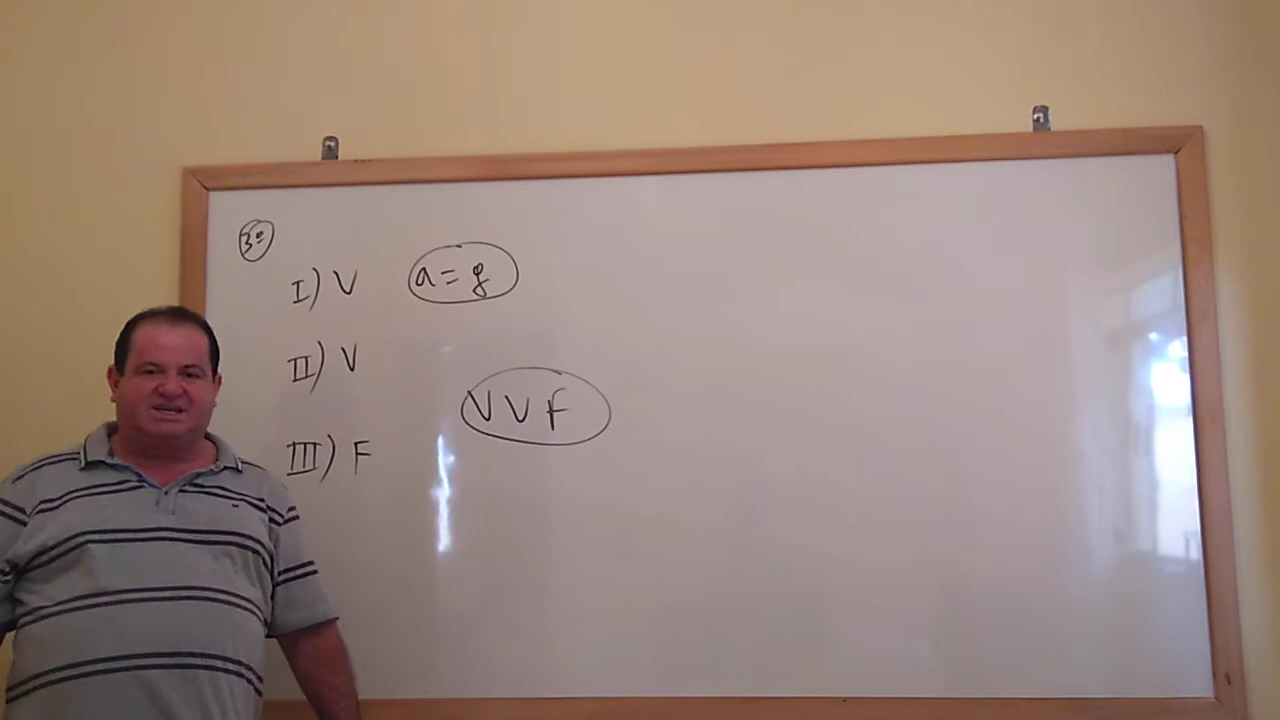 3º
I) V a = g
II) V
V V F
III) F